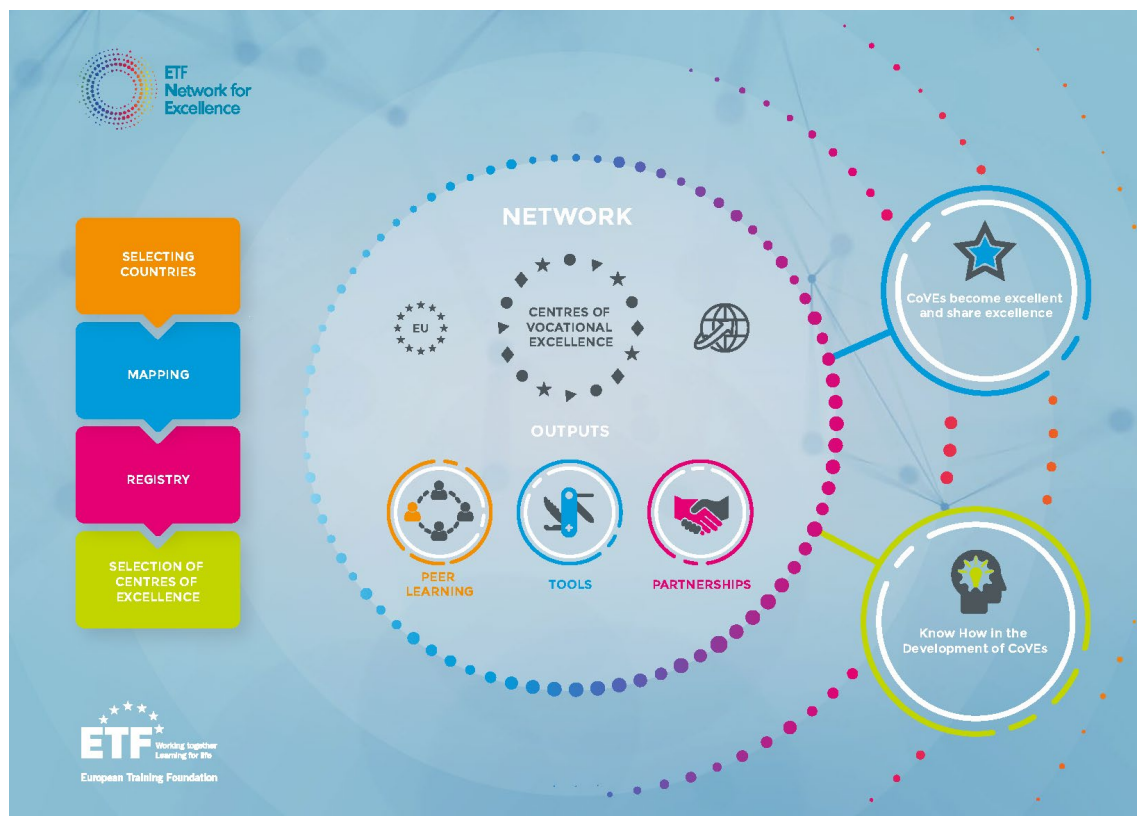 ETF
Network for
Excellence
SELECTING
COUNTRIES
MAPPING
REGISTRY
SELECTION OF
CENTRES OF
EXCELLENCE
NETWORK
EU
CENTRES OF
VOCATIONAL
EXCELLENCE
OUTPUTS
PEER
LEARNING
TOOLS
PARTNERSHIPS
CoVEs become excellent
and share excellence
Know How in the
Development of CoVEs
ETF
Working together
Learning for life
European Training Foundation